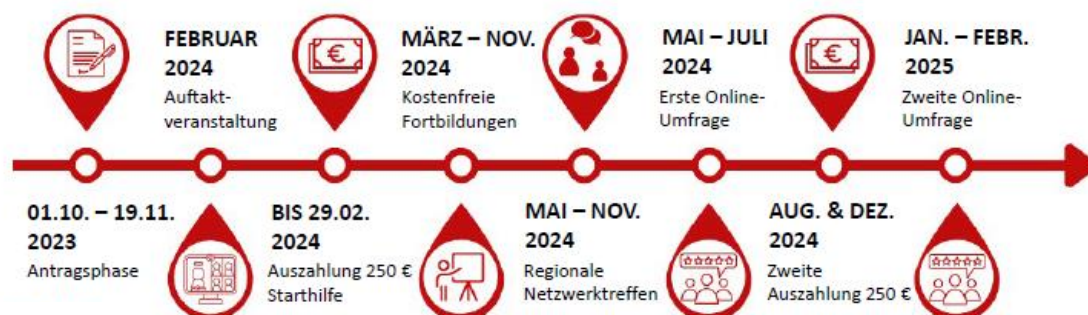 FEBRUAR
2024
Auftakt-
veranstaltung
MÄRZ – NOV.
2024
Kostenfreie
Fortbildungen
MAI – JULI
2024
Erste Online-
Umfrage
JAN. – FEBR.
2025
Zweite Online-
Umfrage
01.10. – 19.11.
2023
Antragsphase
BIS 29.02.
2024
Auszahlung 250 €
Starthilfe
MAI – NOV.
2024
Regionale
Netzwerktreffen
AUG. & DEZ.
2024
Zweite
Auszahlung 250 €